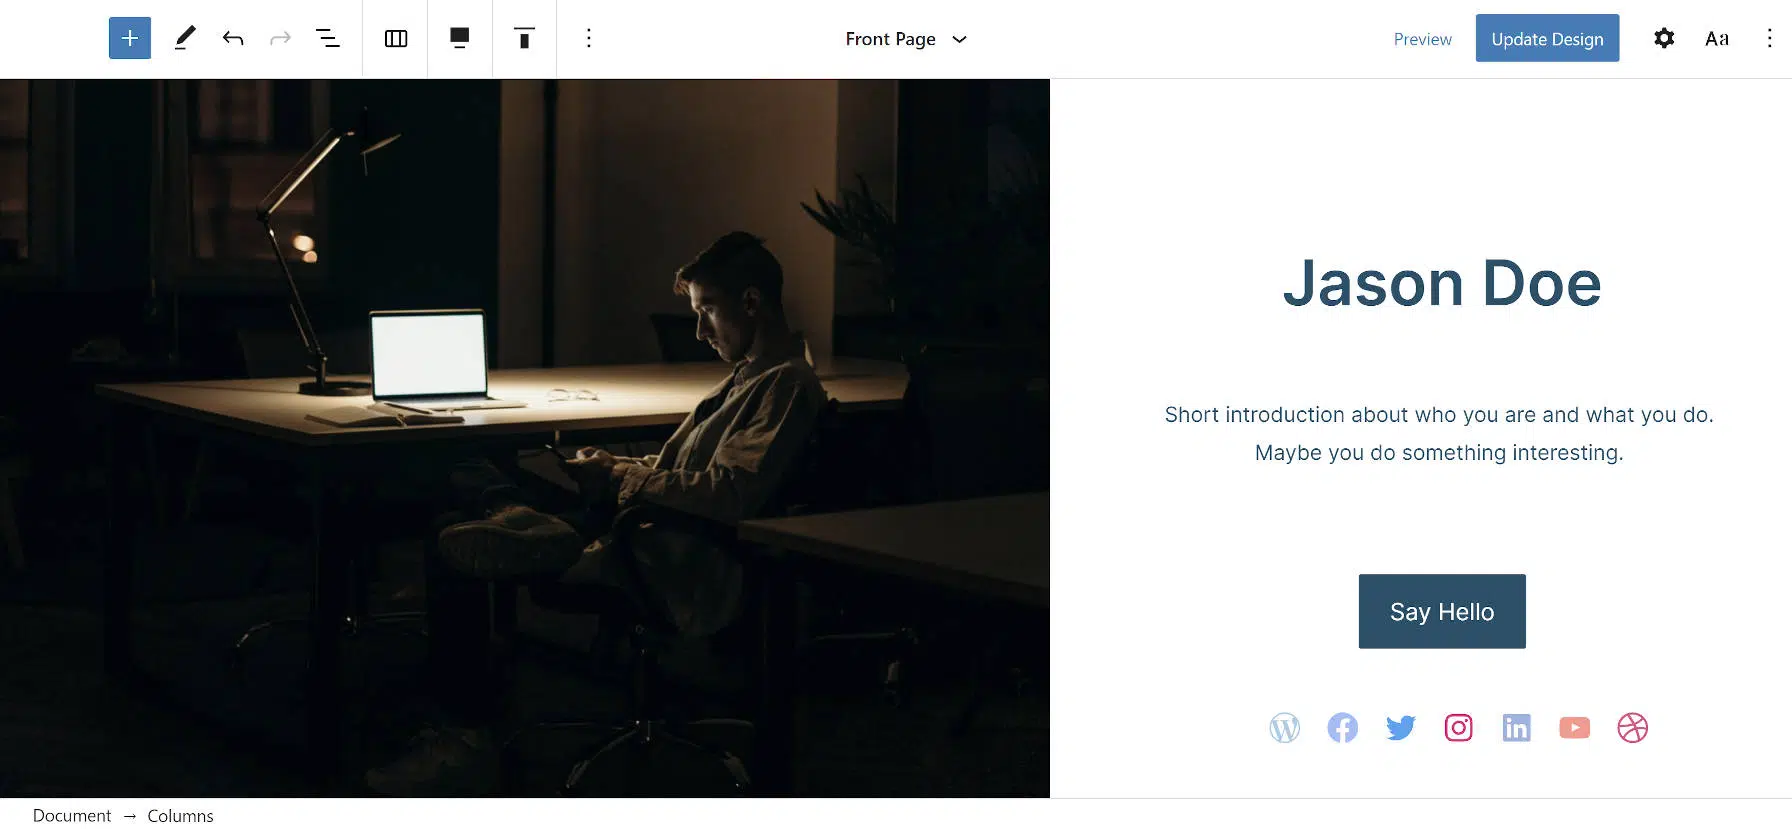 Front Page
Preview
Update Design
Aa
Jason Doe
Short introduction about who you are and what you do.
Maybe you do something interesting.
Say Hello
Document → Columns